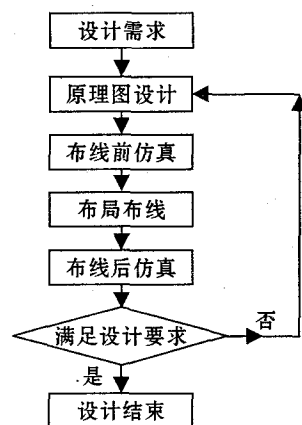 设计需求
原理图设计
布线前仿真
布局布线
布线后仿真
满足设计要求
否
是
设计结束